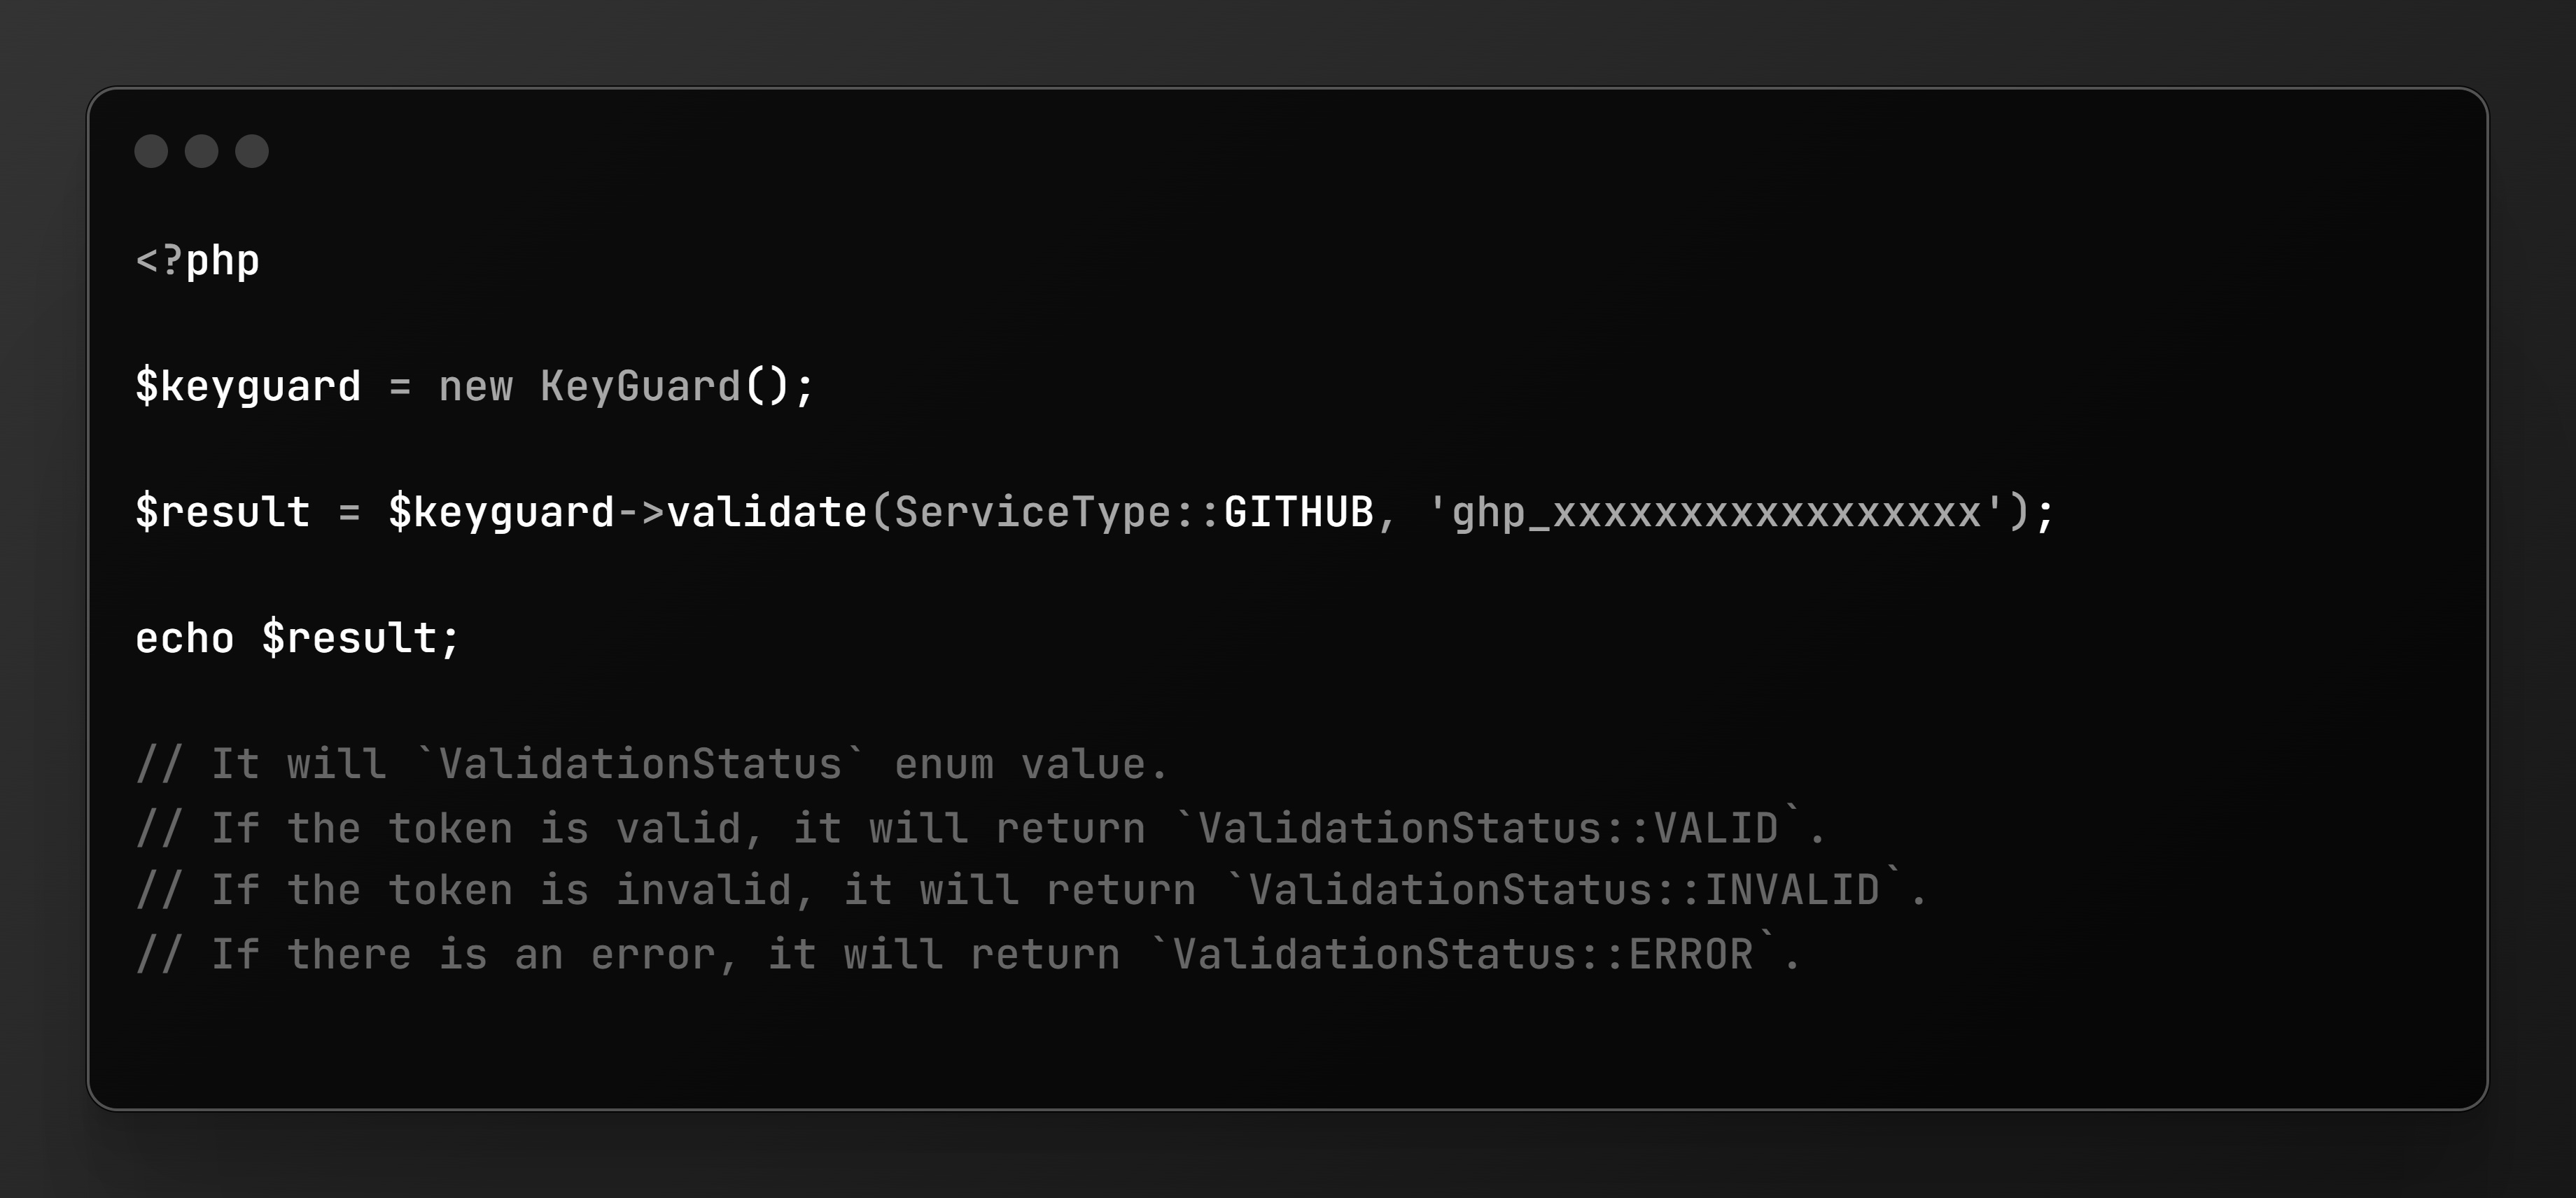 <?php
$keyguard = new KeyGuard();
$result = $keyguard->validate(ServiceType::GITHUB, 'ghp_xxxxxxxxxxxxxxxxx');
echo $result;
// It will `ValidationStatus` enum value.
// If the token is valid, it will return `ValidationStatus::VALID`.
// If the token is invalid, it will return `ValidationStatus::INVALID`.
// If there is an error, it will return `ValidationStatus::ERROR`.